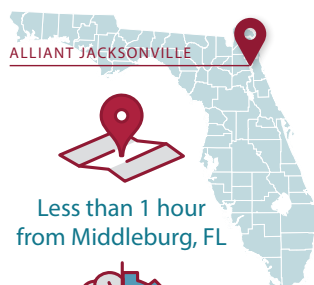 ALLIANT JACKSONVILLE
Less than 1 hour
from Middleburg, FL